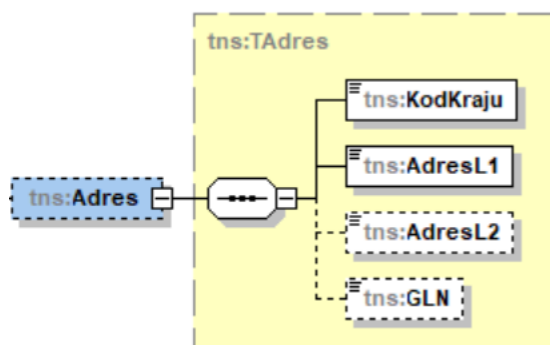 tns:TAdres
tns:KodKraju
tns:AdresL1
tns:Adres
tns:AdresL2
tns:GLN